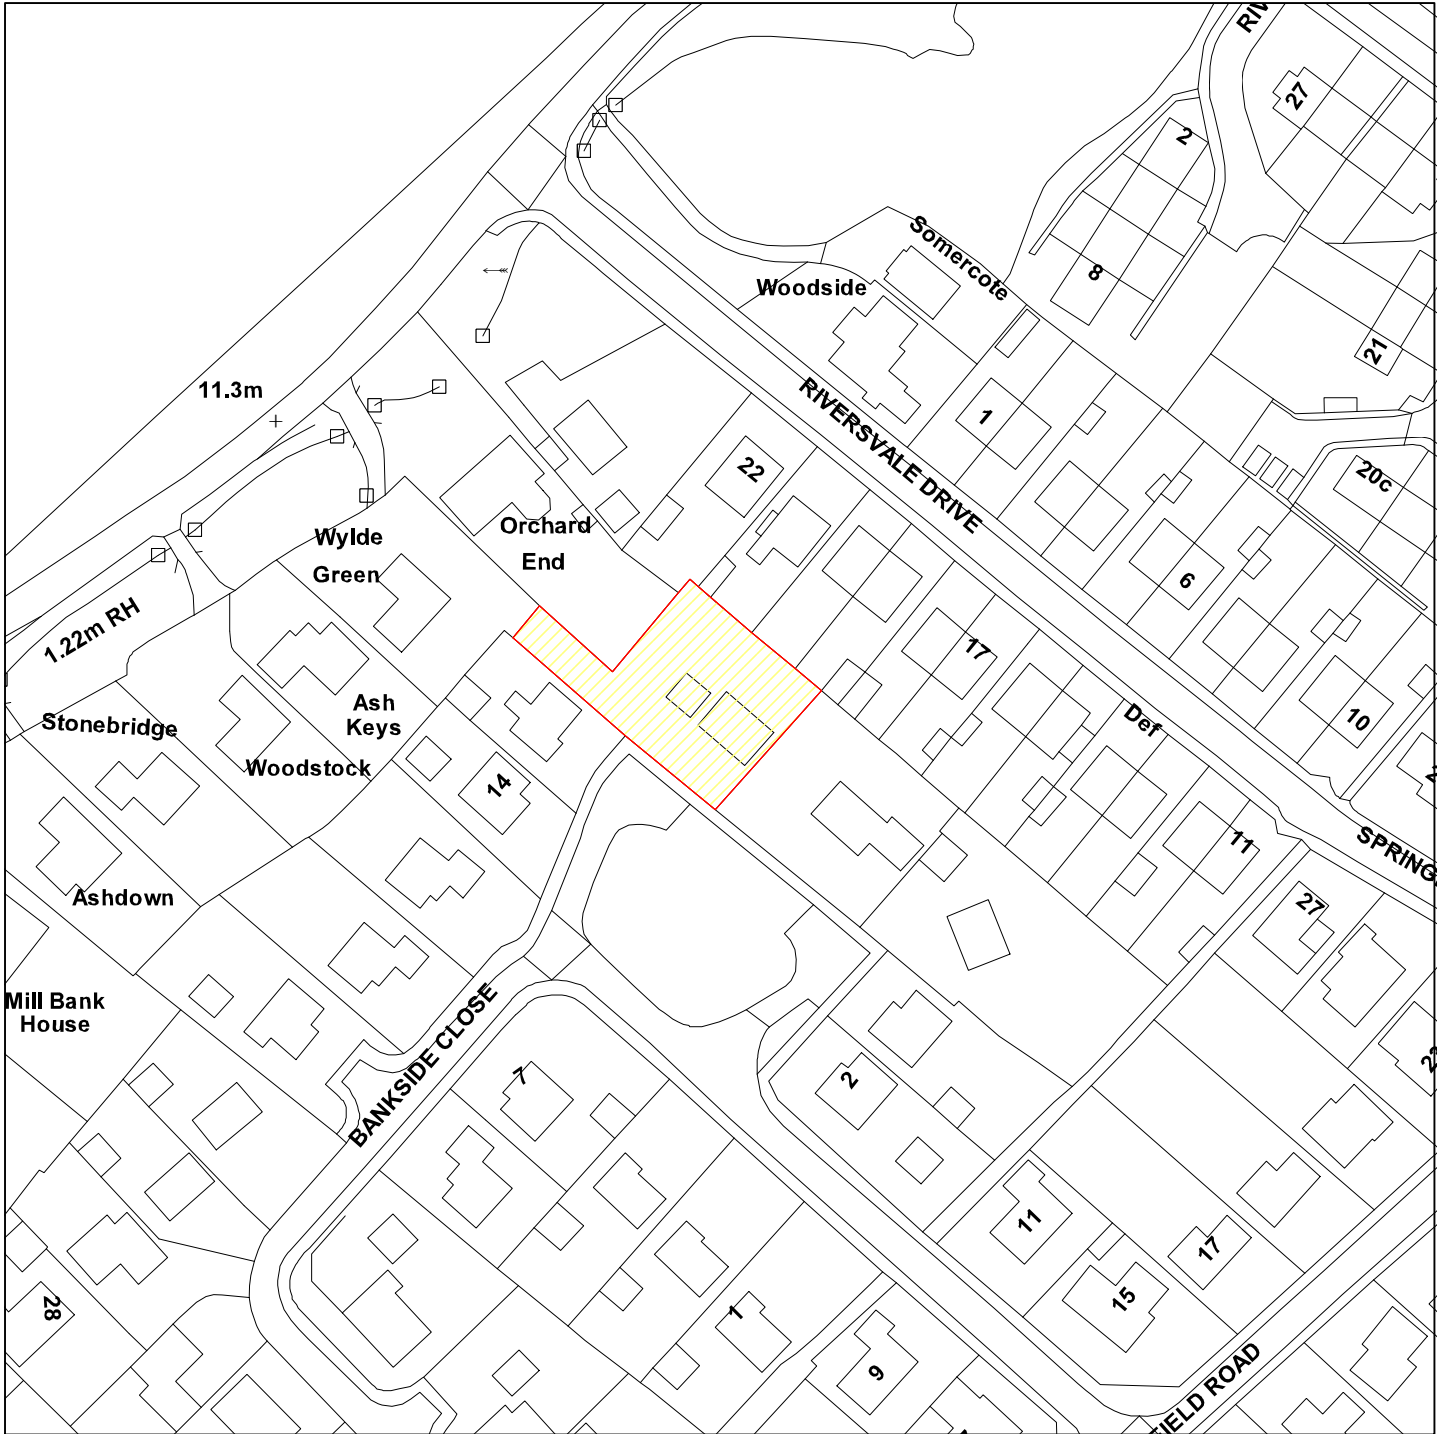 27
2
Somercote
8
Woodside
21
11.3m
1
RIVERSVALE DRIVE
22
20c
Orchard
End
Wylde
Green
6
1.22m RH
17
Ash
Keys
Stonebridge
Def
10
Woodstock
14
11
SPRING
Ashdown
27
Mill Bank
House
BANKSIDE CLOSE
7
2
11
17
15
28
1
9
FIELD ROAD